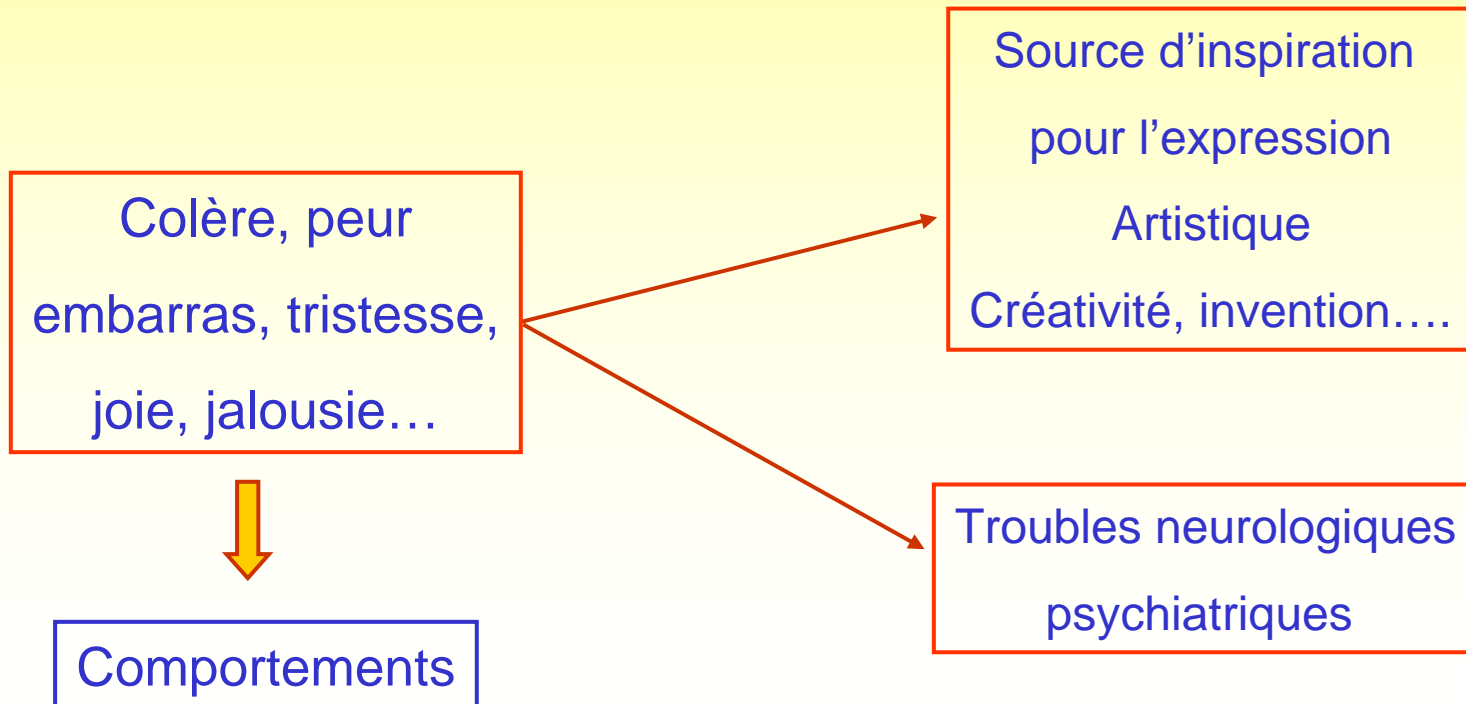 Colère, peur
embarras, tristesse,
joie, jalousie…
Source d’inspiration
pour l’expression
Artistique
Créativité, invention….
Troubles neurologiques
psychiatriques
Comportements